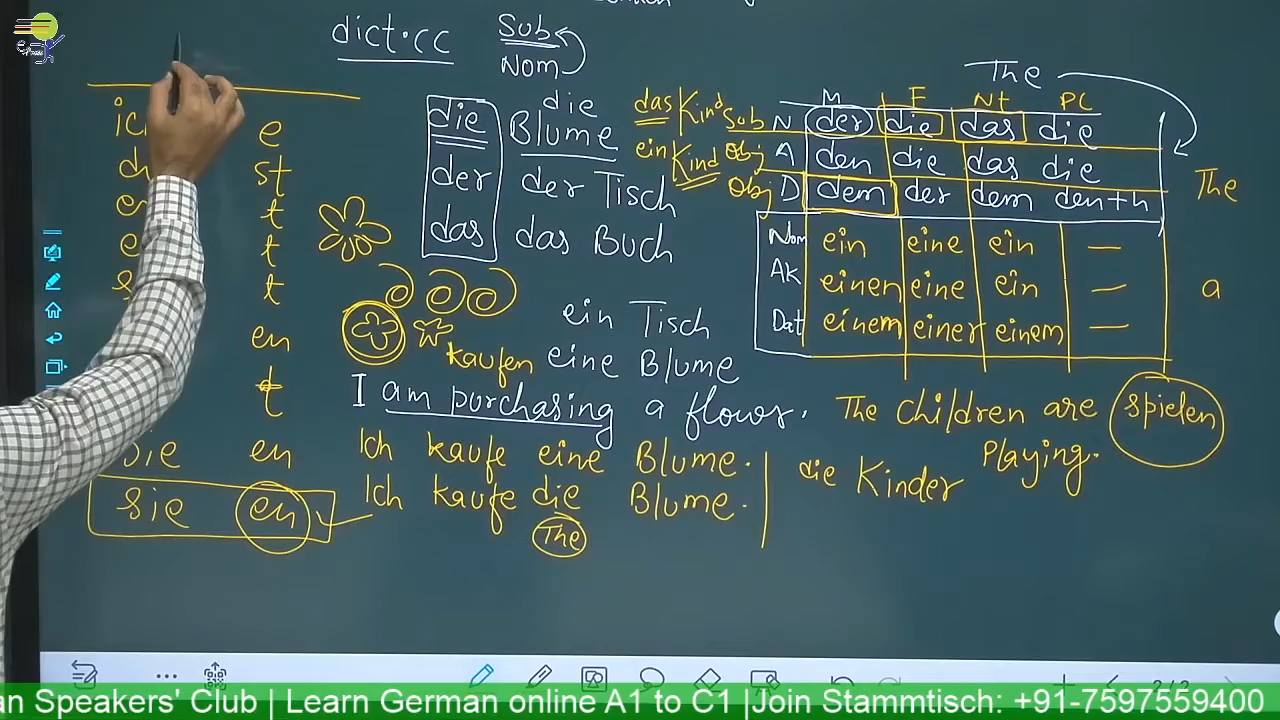 dict.cc
Sub
Nom
e
st
t
t
t
en
t
en
sie en
die
der
das
die
Blume
der Tisch
das Buch
ein Tisch
kaufen eine Blume
I am purchasing a flower.
Ich kaufe eine Blume.
Ich kaufe die Blume.
The
das Kind
ein Kind
The
M F Nt PL
Sub N der die das die
Obj A den die das die
Obj D dem der dem den+n
The
Nom ein eine ein —
Ak einen eine ein —
Dat einem einer einem —
a
The children are spielen
Playing.
die Kinder
2/2
an Speakers' Club | Learn German online A1 to C1 |Join Stammtisch: +91-7597559400